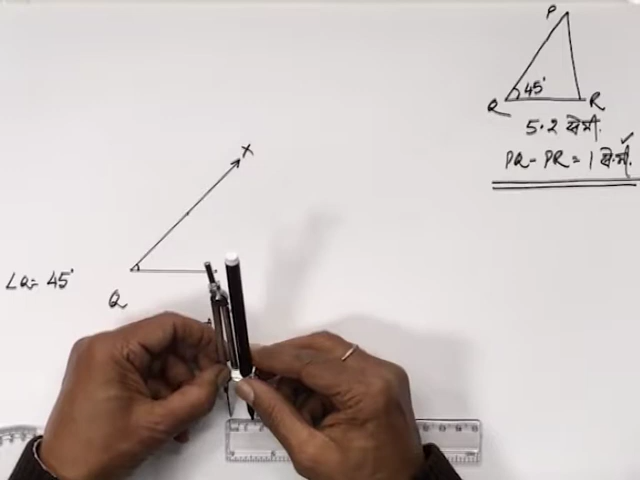 P
45°
Q R
5.2 सेमी.
PQ - PR = 1 से.मी. ✓
X
∠Q = 45°
Q